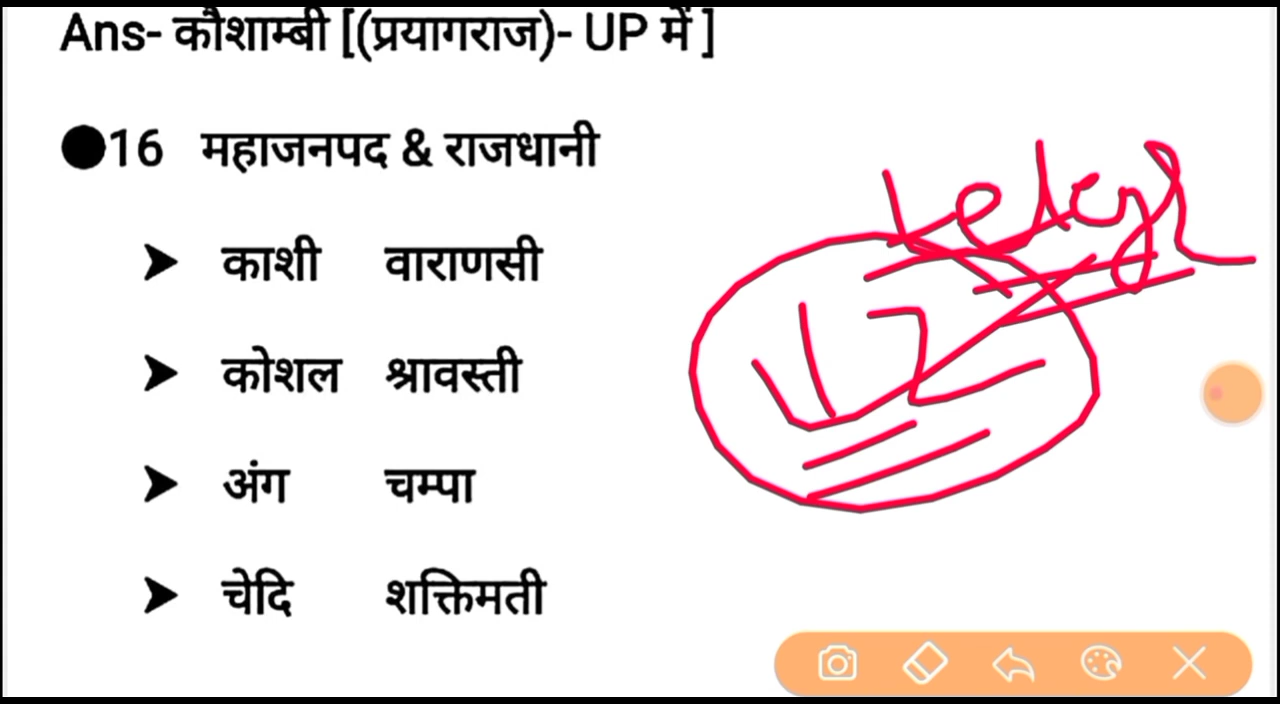 Ans- कौशाम्बी [(प्रयागराज)- UP में ]
●16 महाजनपद & राजधानी
➤ काशी वाराणसी
➤ कोशल श्रावस्ती
➤ अंग चम्पा
➤ चेदि शक्तिमती